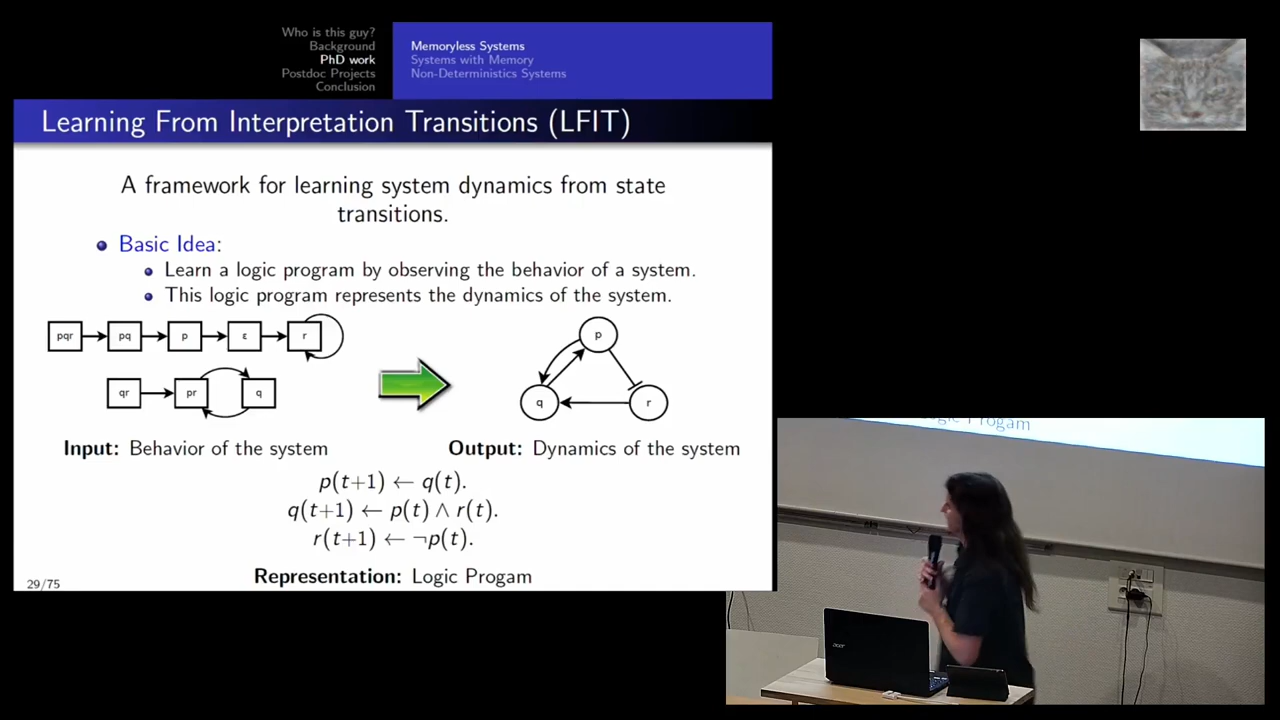 Who is this guy?
Background
PhD work
Postdoc Projects
Conclusion
Memoryless Systems
Systems with Memory
Non-Deterministics Systems
Learning From Interpretation Transitions (LFIT)
A framework for learning system dynamics from state
transitions.
Basic Idea:
Learn a logic program by observing the behavior of a system.
This logic program represents the dynamics of the system.
pqr pq p ε r
qr pr q
p
q r
Input: Behavior of the system
Output: Dynamics of the system
p(t+1) ← q(t).
q(t+1) ← p(t) ∧ r(t).
r(t+1) ← ¬p(t).
Representation: Logic Progam
29/75
Logic Progam
acer